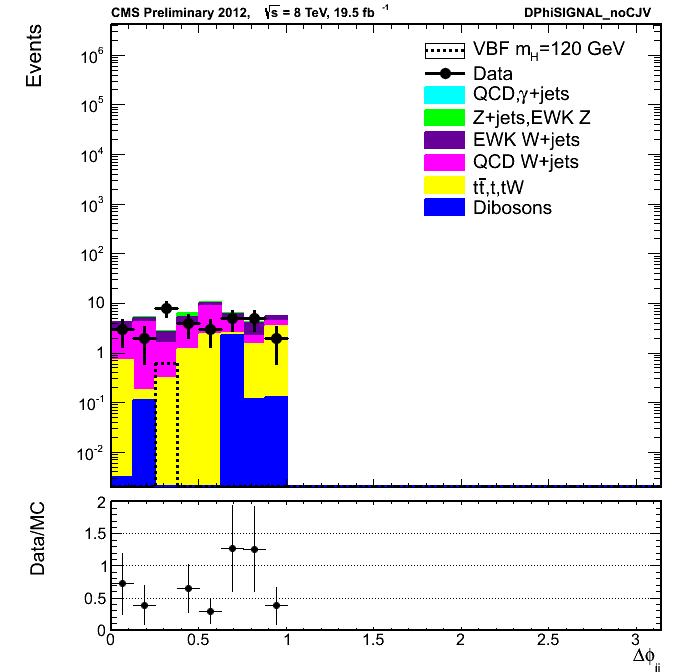 CMS Preliminary 2012, √s = 8 TeV, 19.5 fb⁻¹ DPhiSIGNAL_noCJV
Events
10⁶
10⁵
10⁴
10³
10²
10
1
10⁻¹
10⁻²
VBF m_H=120 GeV
Data
QCD,γ+jets
Z+jets,EWK Z
EWK W+jets
QCD W+jets
tt̄,t,tW
Dibosons
Data/MC
2
1.5
1
0.5
0
0 0.5 1 1.5 2 2.5 3
Δϕ_jj